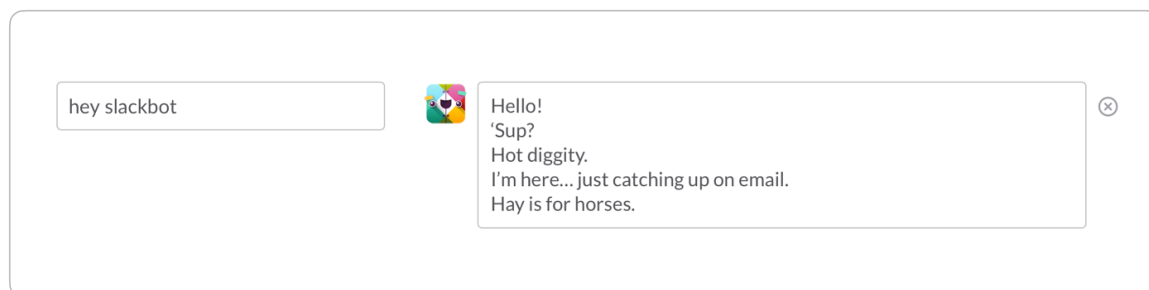 hey slackbot
Hello!
‘Sup?
Hot diggity.
I’m here... just catching up on email.
Hay is for horses.